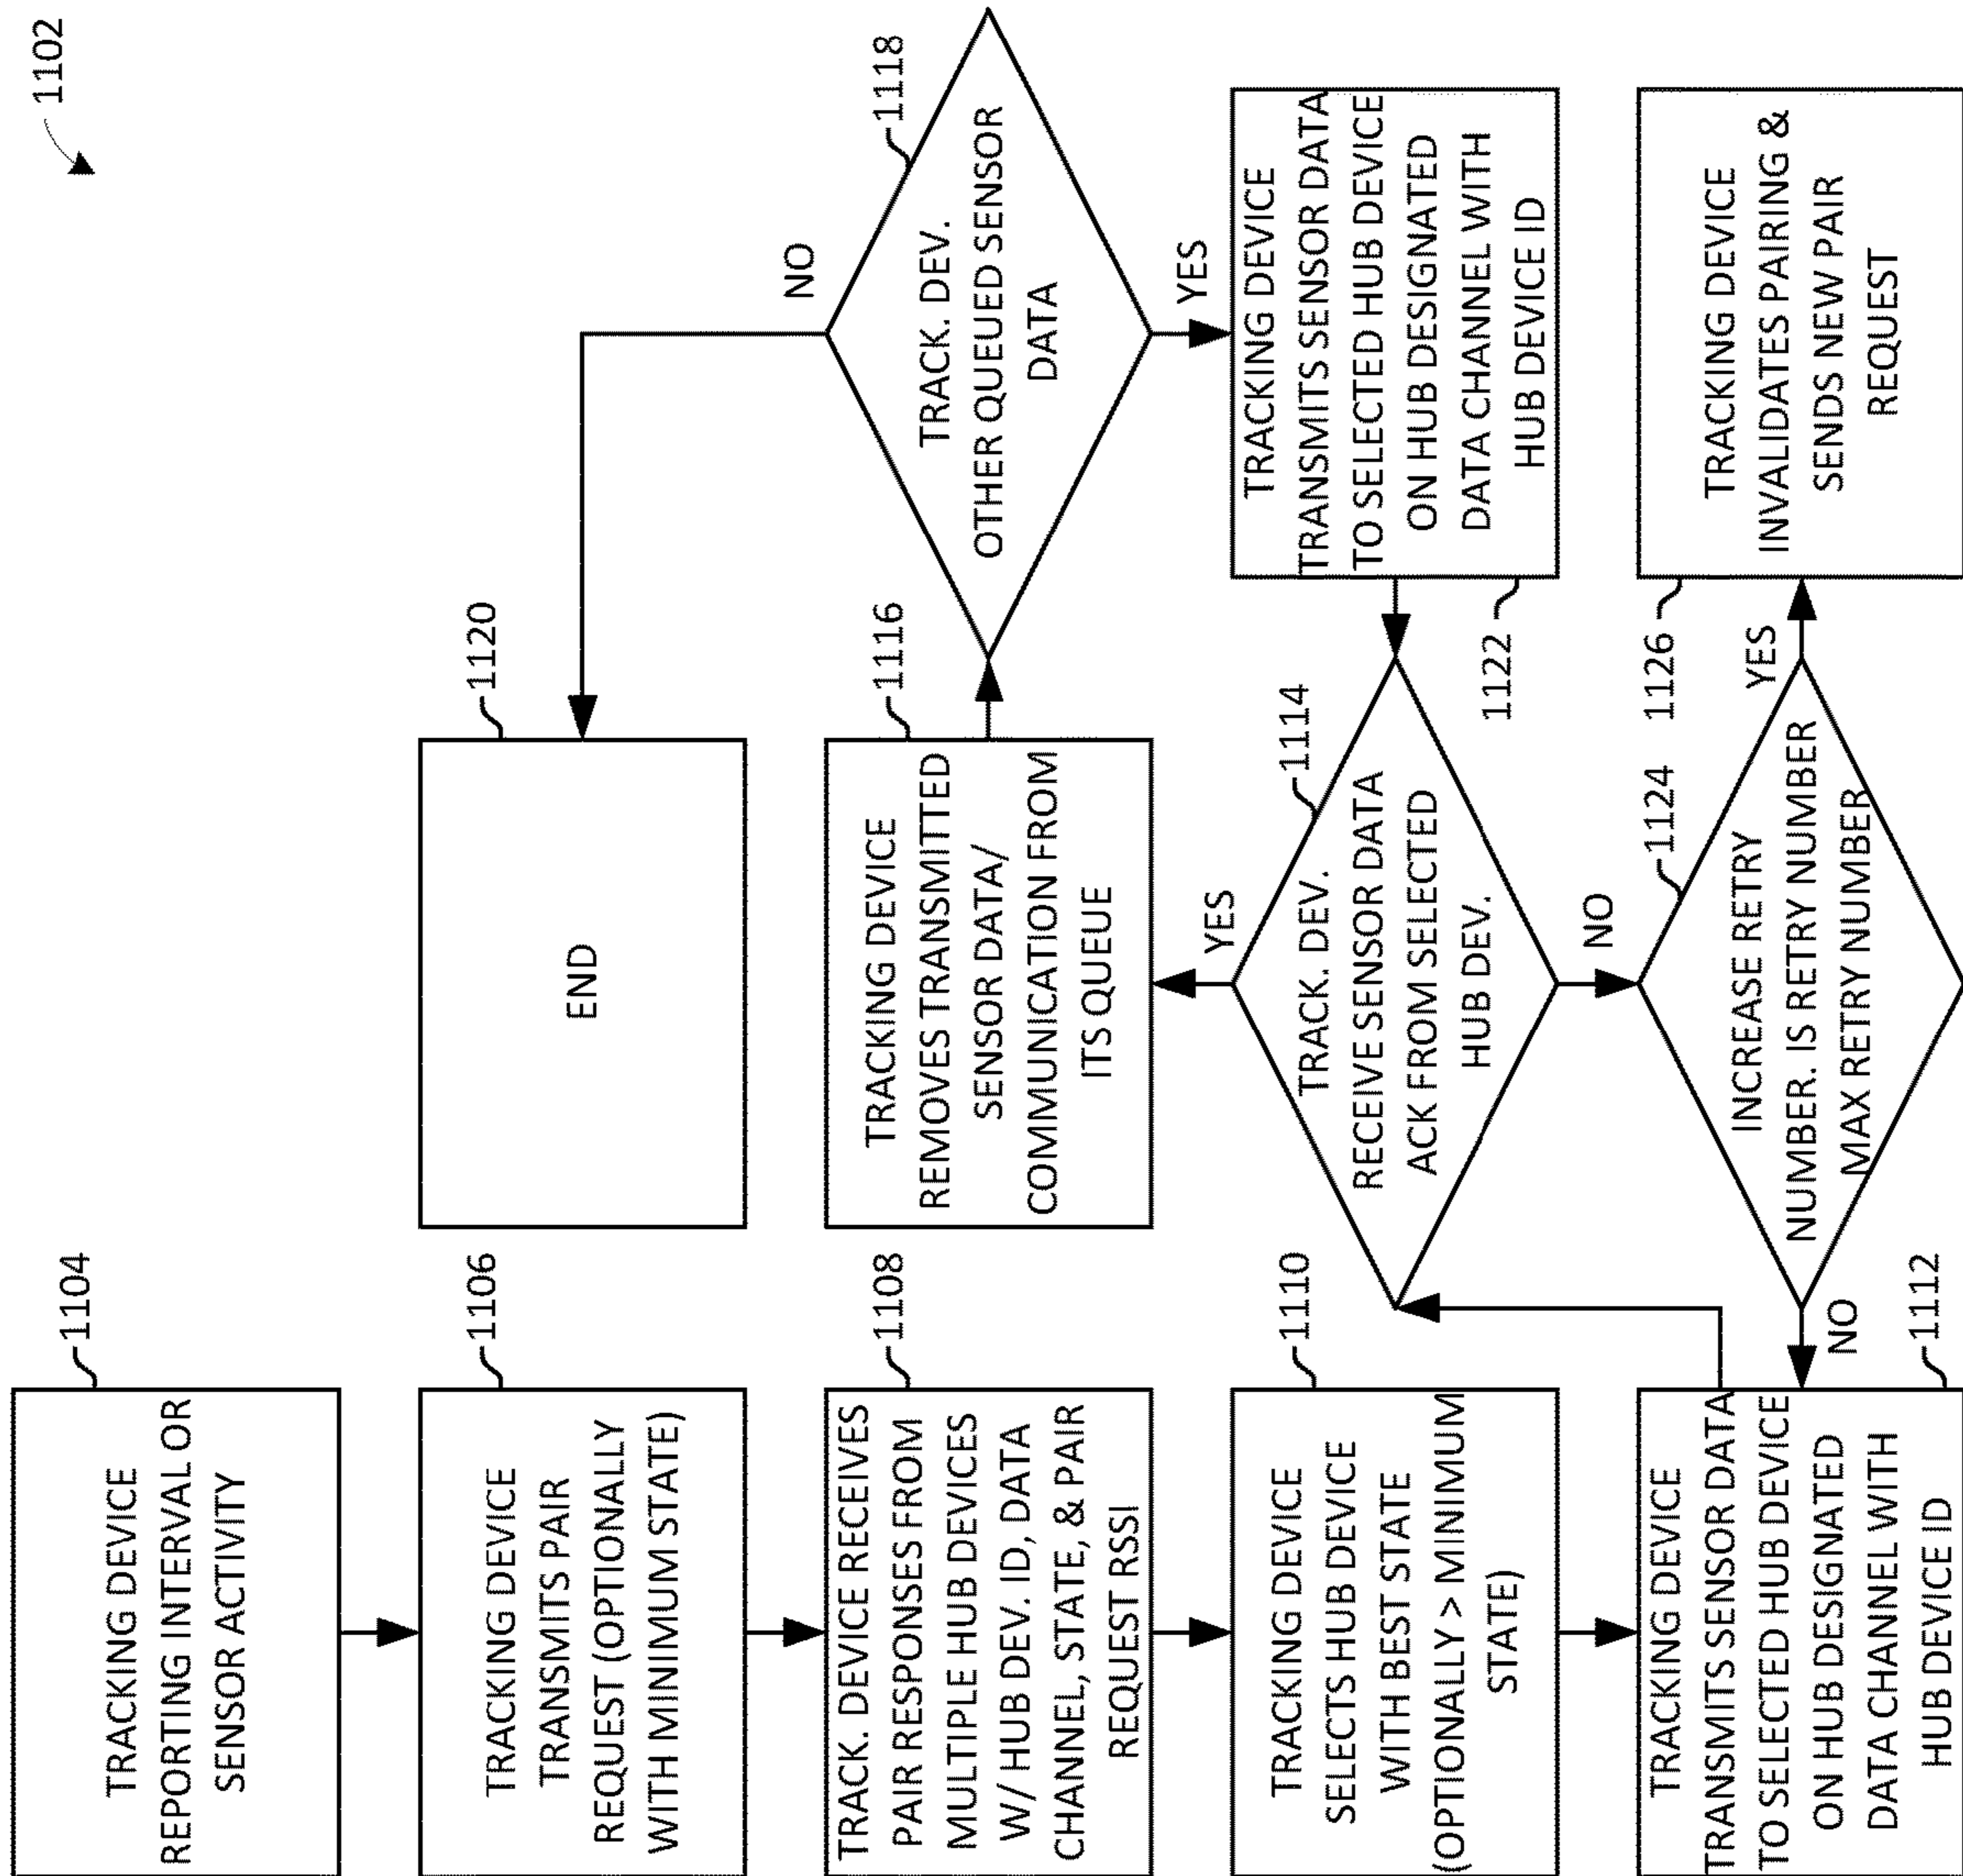 1102
1104
TRACKING DEVICE
REPORTING INTERVAL OR
SENSOR ACTIVITY
1106
TRACKING DEVICE
TRANSMITS PAIR
REQUEST (OPTIONALLY
WITH MINIMUM STATE)
1108
TRACK. DEVICE RECEIVES
PAIR RESPONSES FROM
MULTIPLE HUB DEVICES
W/ HUB DEV. ID, DATA
CHANNEL, STATE, & PAIR
REQUEST RSSI
1110
TRACKING DEVICE
SELECTS HUB DEVICE
WITH BEST STATE
(OPTIONALLY > MINIMUM
STATE)
1112
TRACKING DEVICE
TRANSMITS SENSOR DATA
TO SELECTED HUB DEVICE
ON HUB DESIGNATED
DATA CHANNEL WITH
HUB DEVICE ID
1114
TRACK. DEV.
RECEIVE SENSOR DATA
ACK FROM SELECTED
HUB DEV.
YES
NO
1116
TRACKING DEVICE
REMOVES TRANSMITTED
SENSOR DATA/
COMMUNICATION FROM
ITS QUEUE
1118
TRACK. DEV.
OTHER QUEUED SENSOR
DATA
NO
YES
1120
END
1122
TRACKING DEVICE
TRANSMITS SENSOR DATA
TO SELECTED HUB DEVICE
ON HUB DESIGNATED
DATA CHANNEL WITH
HUB DEVICE ID
1124
INCREASE RETRY
NUMBER. IS RETRY NUMBER
MAX RETRY NUMBER
NO
YES
1126
TRACKING DEVICE
INVALIDATES PAIRING &
SENDS NEW PAIR
REQUEST